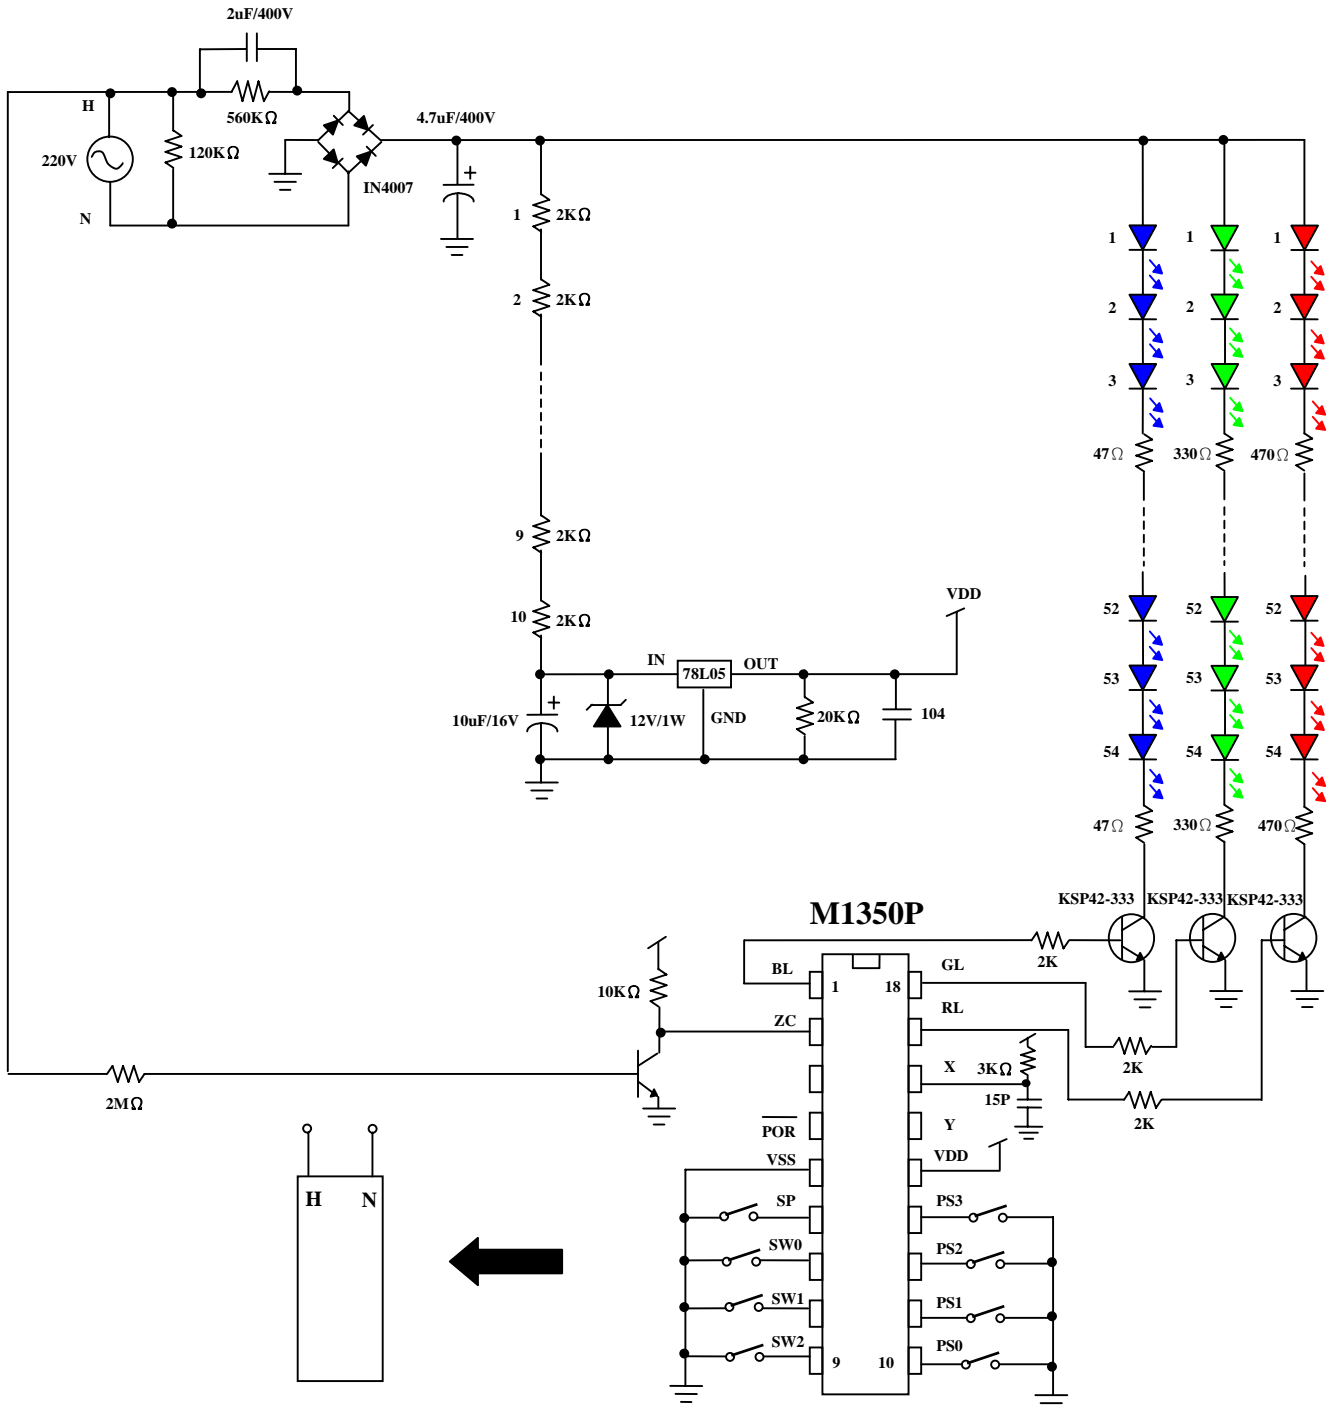 2uF/400V
H
560KΩ
4.7uF/400V
220V
120KΩ
IN4007
N
+
1 2KΩ
2 2KΩ
9 2KΩ
10 2KΩ
1 1 1
2 2 2
3 3 3
47Ω 330Ω 470Ω
52 52 52
53 53 53
54 54 54
47Ω 330Ω 470Ω
VDD
IN 78L05 OUT
+
10uF/16V 12V/1W GND 20KΩ 104
KSP42-333 KSP42-333 KSP42-333
M1350P
2K
BL 1 18 GL
10KΩ
ZC RL
X 3KΩ
2MΩ 15P
2K
2K
POR Y
VSS VDD
H N
SP PS3
SW0 PS2
SW1 PS1
SW2 9 10 PS0